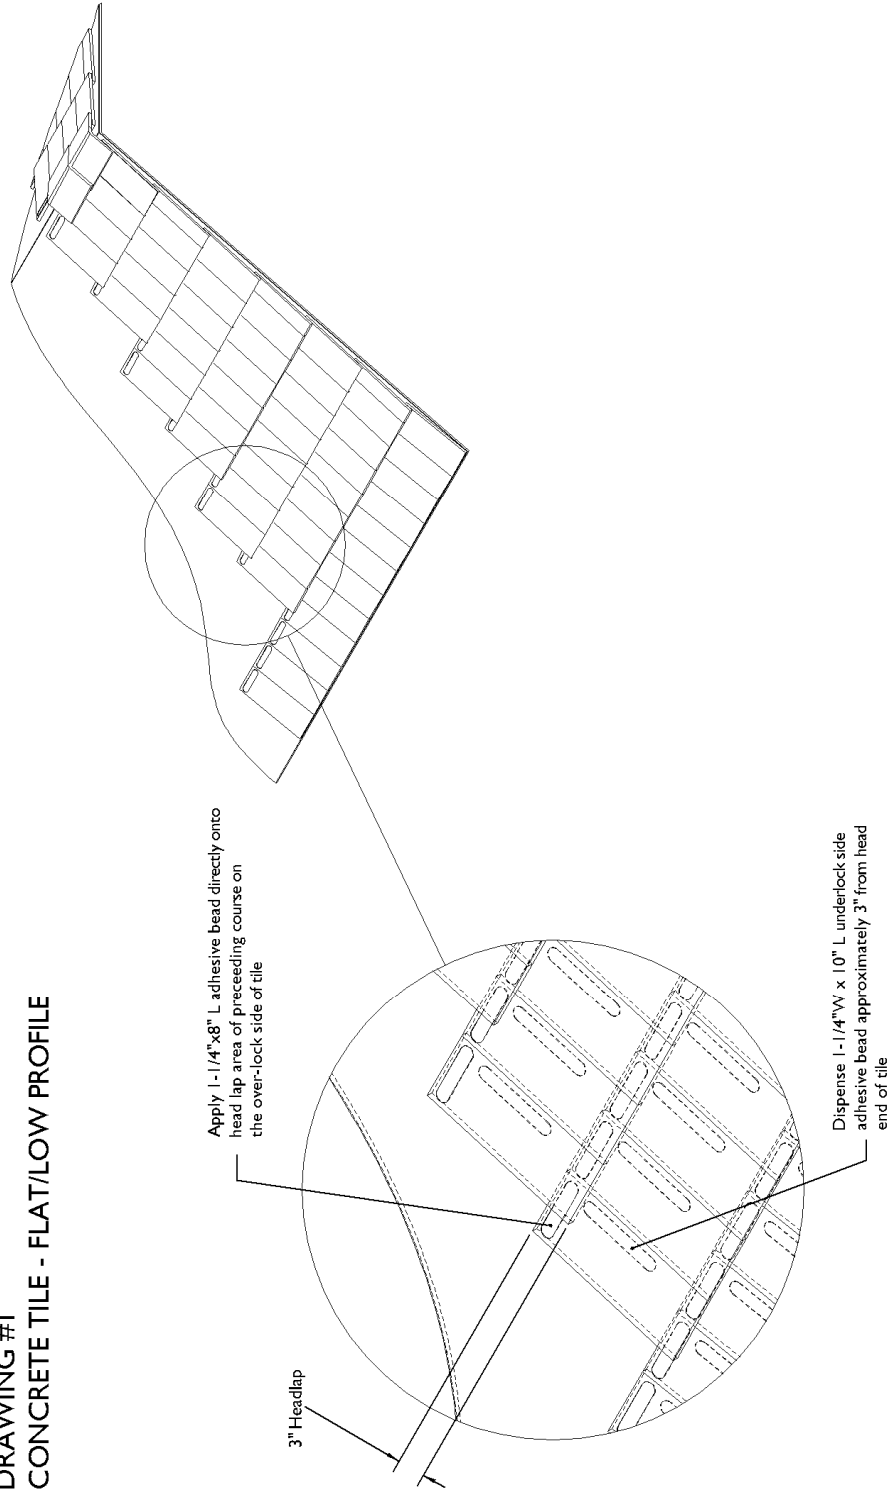 DRAWING #1
CONCRETE TILE - FLAT/LOW PROFILE
Apply 1-1/4"x8" L adhesive bead directly onto
head lap area of preceeding course on
the over-lock side of tile
3" Headlap
Dispense 1-1/4"W x 10" L underlock side
adhesive bead approximately 3" from head
end of tile